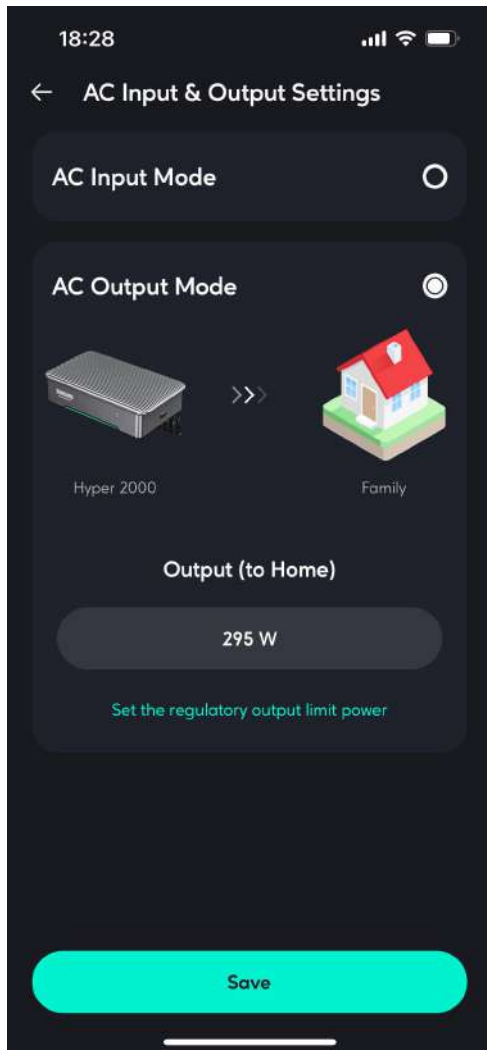 18:28
AC Input & Output Settings
AC Input Mode
AC Output Mode
Hyper 2000
Family
Output (to Home)
295 W
Set the regulatory output limit power
Save